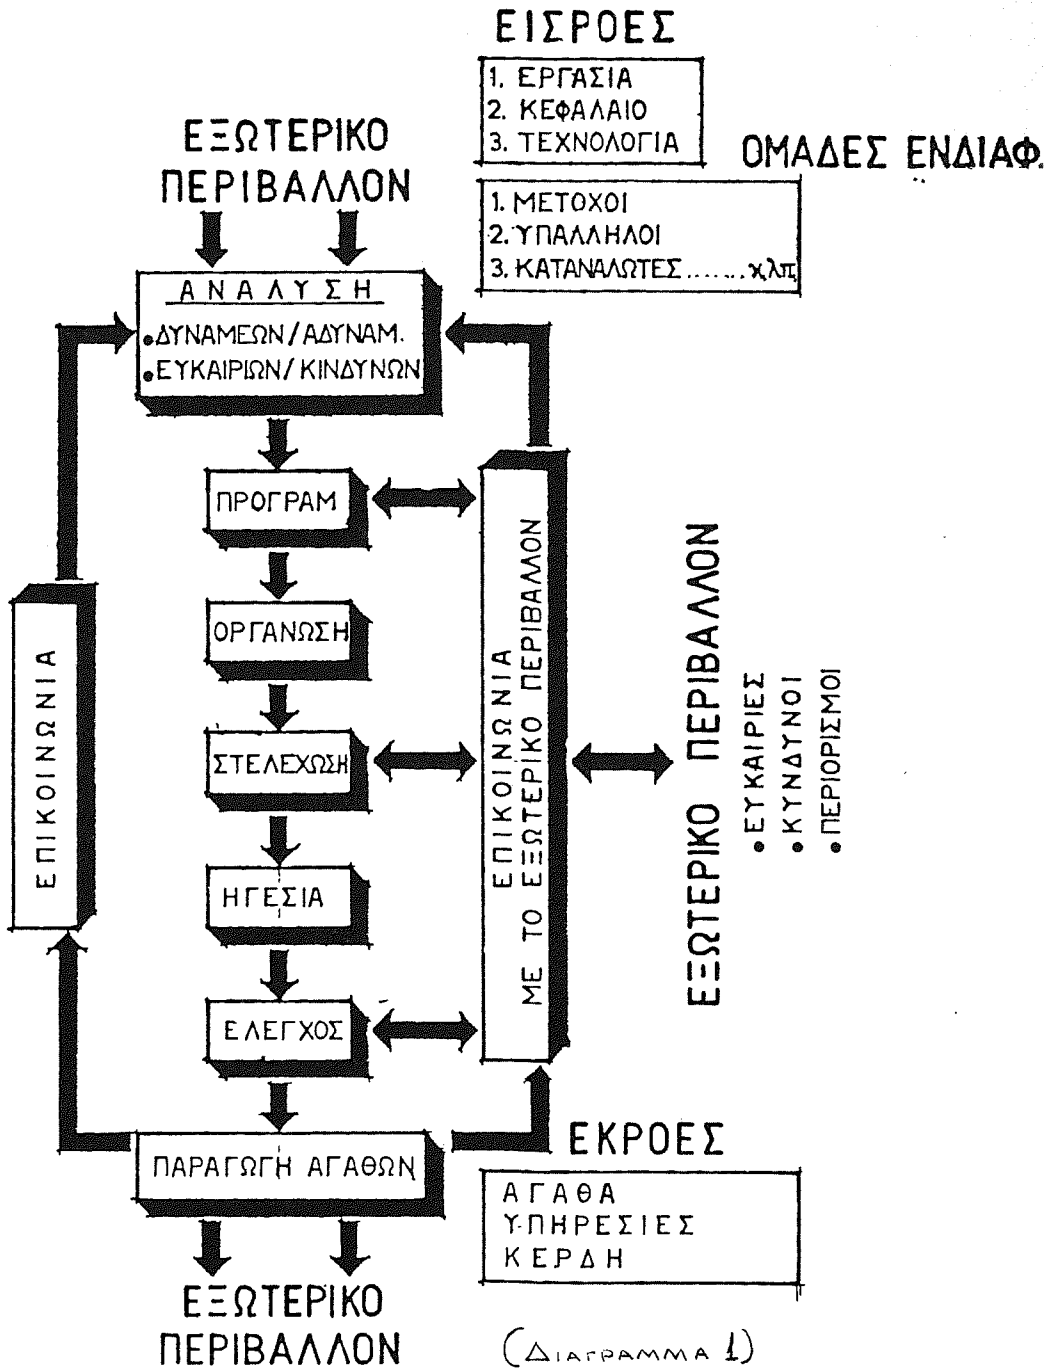 ΕΙΣΡΟΕΣ
1. ΕΡΓΑΣΙΑ
2. ΚΕΦΑΛΑΙΟ
3. ΤΕΧΝΟΛΟΓΙΑ
ΟΜΑΔΕΣ ΕΝΔΙΑΦ.
1. ΜΕΤΟΧΟΙ
2. ΥΠΑΛΛΗΛΟΙ
3. ΚΑΤΑΝΑΛΩΤΕΣ.......κλπ
ΕΞΩΤΕΡΙΚΟ
ΠΕΡΙΒΑΛΛΟΝ
ΑΝΑΛΥΣΗ
• ΔΥΝΑΜΕΩΝ/ΑΔΥΝΑΜ.
• ΕΥΚΑΙΡΙΩΝ/ΚΙΝΔΥΝΩΝ
ΠΡΟΓΡΑΜ
ΟΡΓΑΝΩΣΗ
ΣΤΕΛΕΧΩΣΗ
ΗΓΕΣΙΑ
ΕΛΕΓΧΟΣ
ΠΑΡΑΓΩΓΗ ΑΓΑΘΩΝ
ΕΠΙΚΟΙΝΩΝΙΑ
ΕΠΙΚΟΙΝΩΝΙΑ
ΜΕ ΤΟ ΕΞΩΤΕΡΙΚΟ ΠΕΡΙΒΑΛΛΟΝ
ΕΞΩΤΕΡΙΚΟ ΠΕΡΙΒΑΛΛΟΝ
• ΕΥΚΑΙΡΙΕΣ
• ΚΥΝΔΥΝΟΙ
• ΠΕΡΙΟΡΙΣΜΟΙ
ΕΚΡΟΕΣ
ΑΓΑΘΑ
ΥΠΗΡΕΣΙΕΣ
ΚΕΡΔΗ
ΕΞΩΤΕΡΙΚΟ
ΠΕΡΙΒΑΛΛΟΝ
(ΔΙΑΓΡΑΜΜΑ 1)